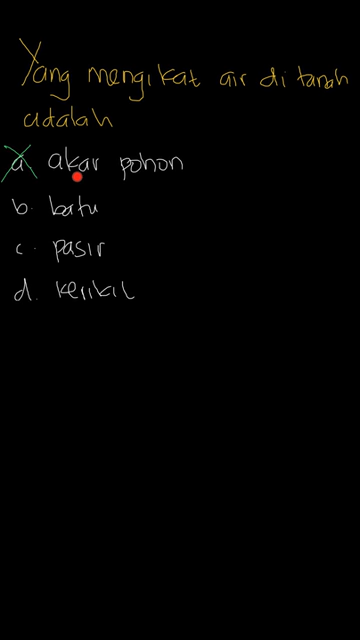 Yang mengikat air di tanah
adalah
a. akar pohon
b. batu
c. pasir
d. kerikil